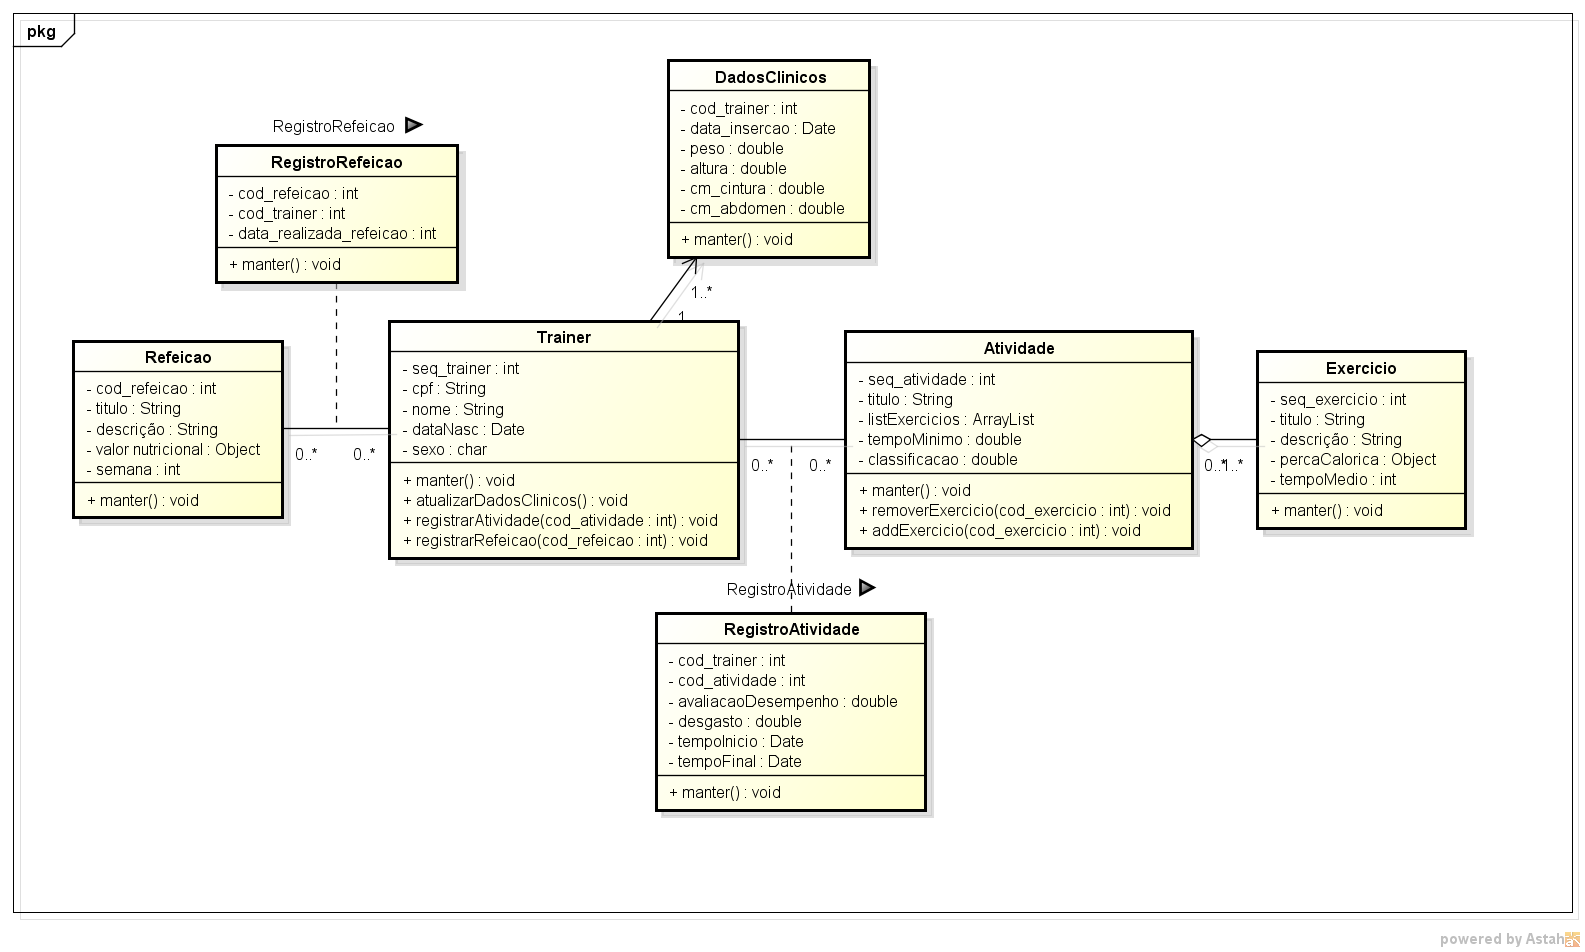 pkg
DadosClinicos
- cod_trainer : int
- data_insercao : Date
- peso : double
- altura : double
- cm_cintura : double
- cm_abdomen : double
+ manter() : void
RegistroRefeicao
RegistroRefeicao
- cod_refeicao : int
- cod_trainer : int
- data_realizada_refeicao : int
+ manter() : void
1..*
1
Refeicao
- cod_refeicao : int
- titulo : String
- descrição : String
- valor nutricional : Object
- semana : int
+ manter() : void
0..*
0..*
Trainer
- seq_trainer : int
- cpf : String
- nome : String
- dataNasc : Date
- sexo : char
+ manter() : void
+ atualizarDadosClinicos() : void
+ registrarAtividade(cod_atividade : int) : void
+ registrarRefeicao(cod_refeicao : int) : void
0..*
0..*
Atividade
- seq_atividade : int
- titulo : String
- listExercicios : ArrayList
- tempoMinimo : double
- classificacao : double
+ manter() : void
+ removerExercicio(cod_exercicio : int) : void
+ addExercicio(cod_exercicio : int) : void
0..*
1..*
Exercicio
- seq_exercicio : int
- titulo : String
- descrição : String
- percaCalorica : Object
- tempoMedio : int
+ manter() : void
RegistroAtividade
RegistroAtividade
- cod_trainer : int
- cod_atividade : int
- avaliacaoDesempenho : double
- desgasto : double
- tempoInicio : Date
- tempoFinal : Date
+ manter() : void
powered by Astah